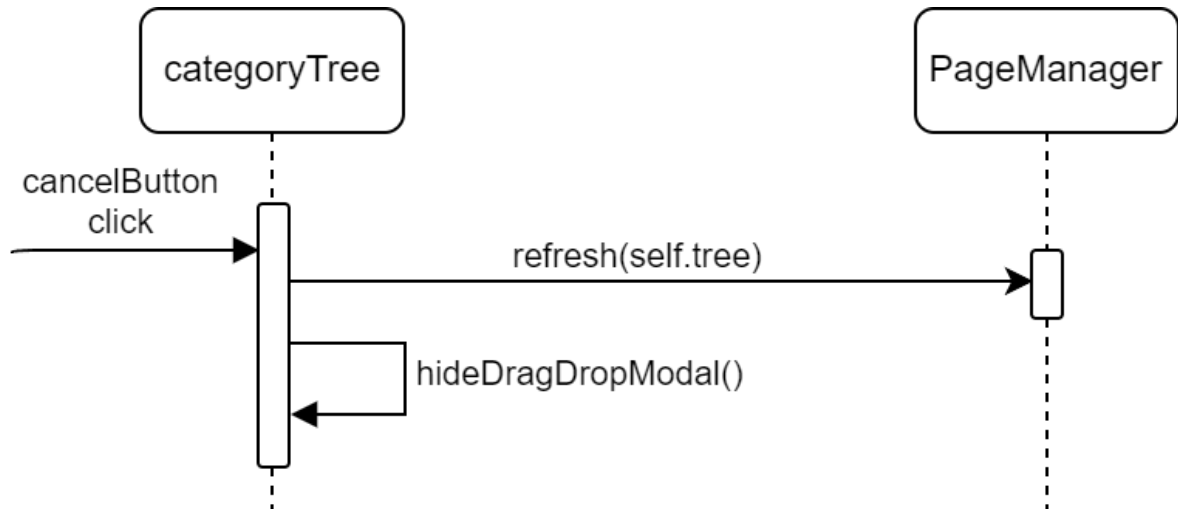 categoryTree
PageManager
cancelButton
click
refresh(self.tree)
hideDragDropModal()